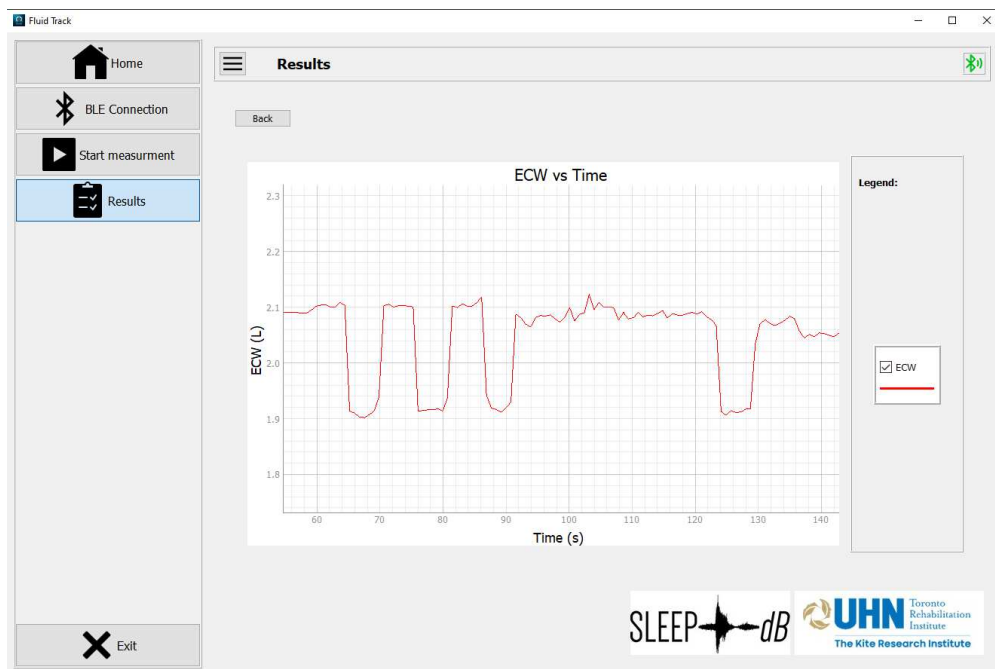 Fluid Track
Home
BLE Connection
Start measurment
Results
Exit
Results
Back
ECW vs Time
2.3
2.2
2.1
2.0
1.9
1.8
ECW (L)
60 70 80 90 100 110 120 130 140
Time (s)
Legend:
ECW
SLEEP dB
UHN Toronto
Rehabilitation
Institute
The Kite Research Institute